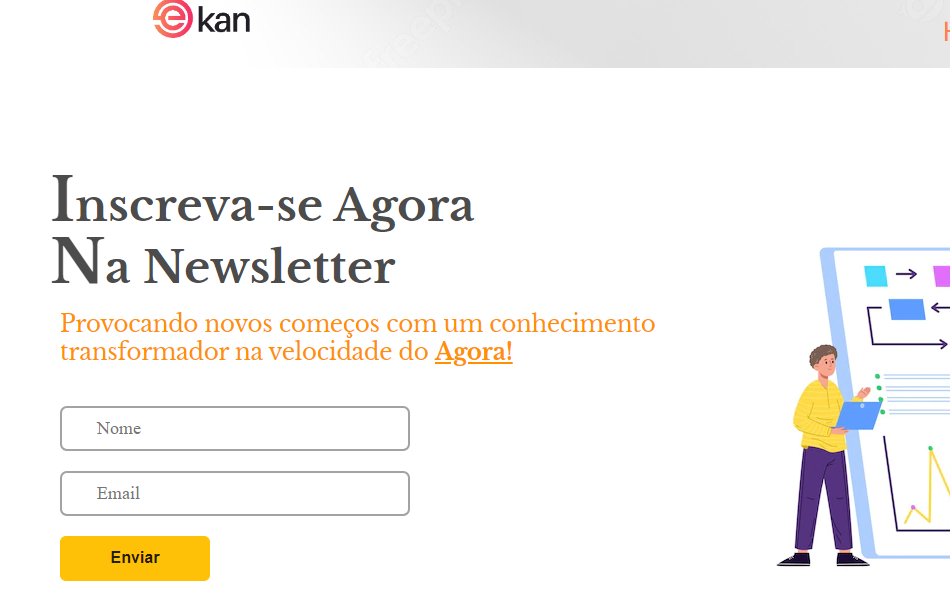 ekan
Inscreva-se Agora
Na Newsletter
Provocando novos começos com um conhecimento
transformador na velocidade do Agora!
Nome
Email
Enviar